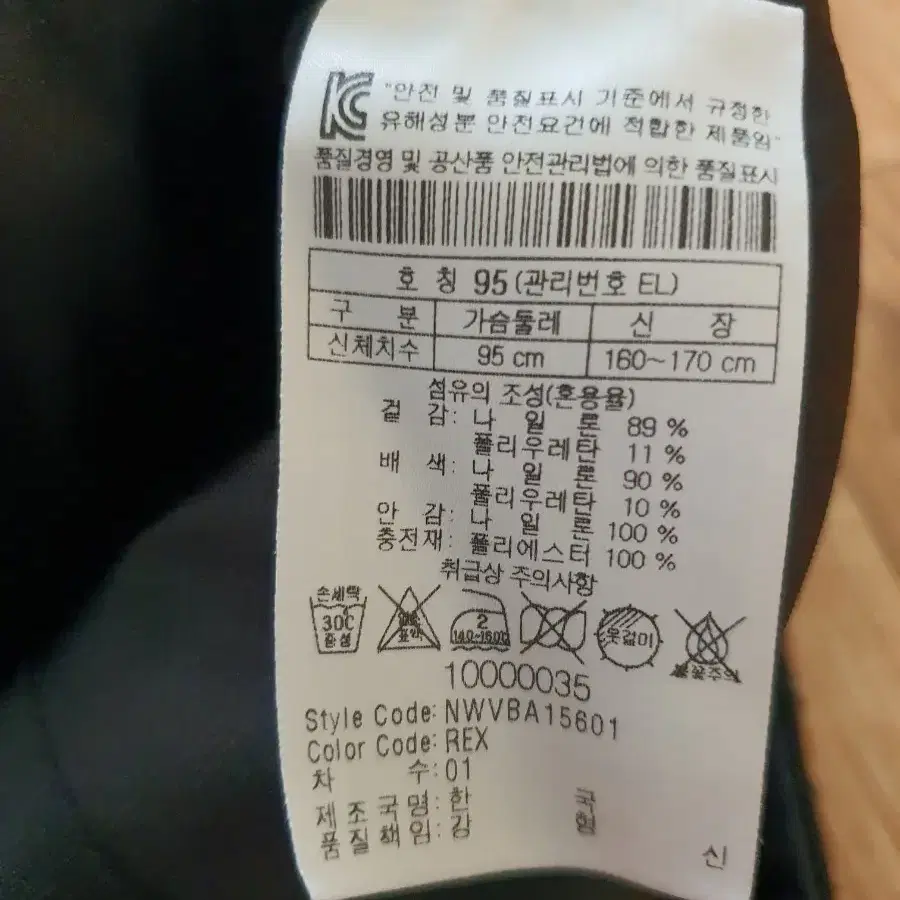 KC "안전 및 품질표시 기준에서 규정한
유해성분 안전요건에 적합한 제품임"
품질경영 및 공산품 안전관리법에 의한 품질표시
호 칭 95 (관리번호 EL)
구 분 가슴둘레 신 장
신체치수 95 cm 160~170 cm
섬유의 조성(혼용율)
겉 감: 나 일 론 89 %
폴리우레탄 11 %
배 색: 나 일 론 90 %
폴리우레탄 10 %
안 감: 나 일 론 100 %
충전재: 폴리에스터 100 %
취급상 주의사항
손세탁 30C 중성 2 140~160℃ 옷걸이 불꽃주의
10000035
Style Code: NWVBA15601
Color Code: REX
차 수: 01
제조국명: 한 국
품질책임: 강 험
신